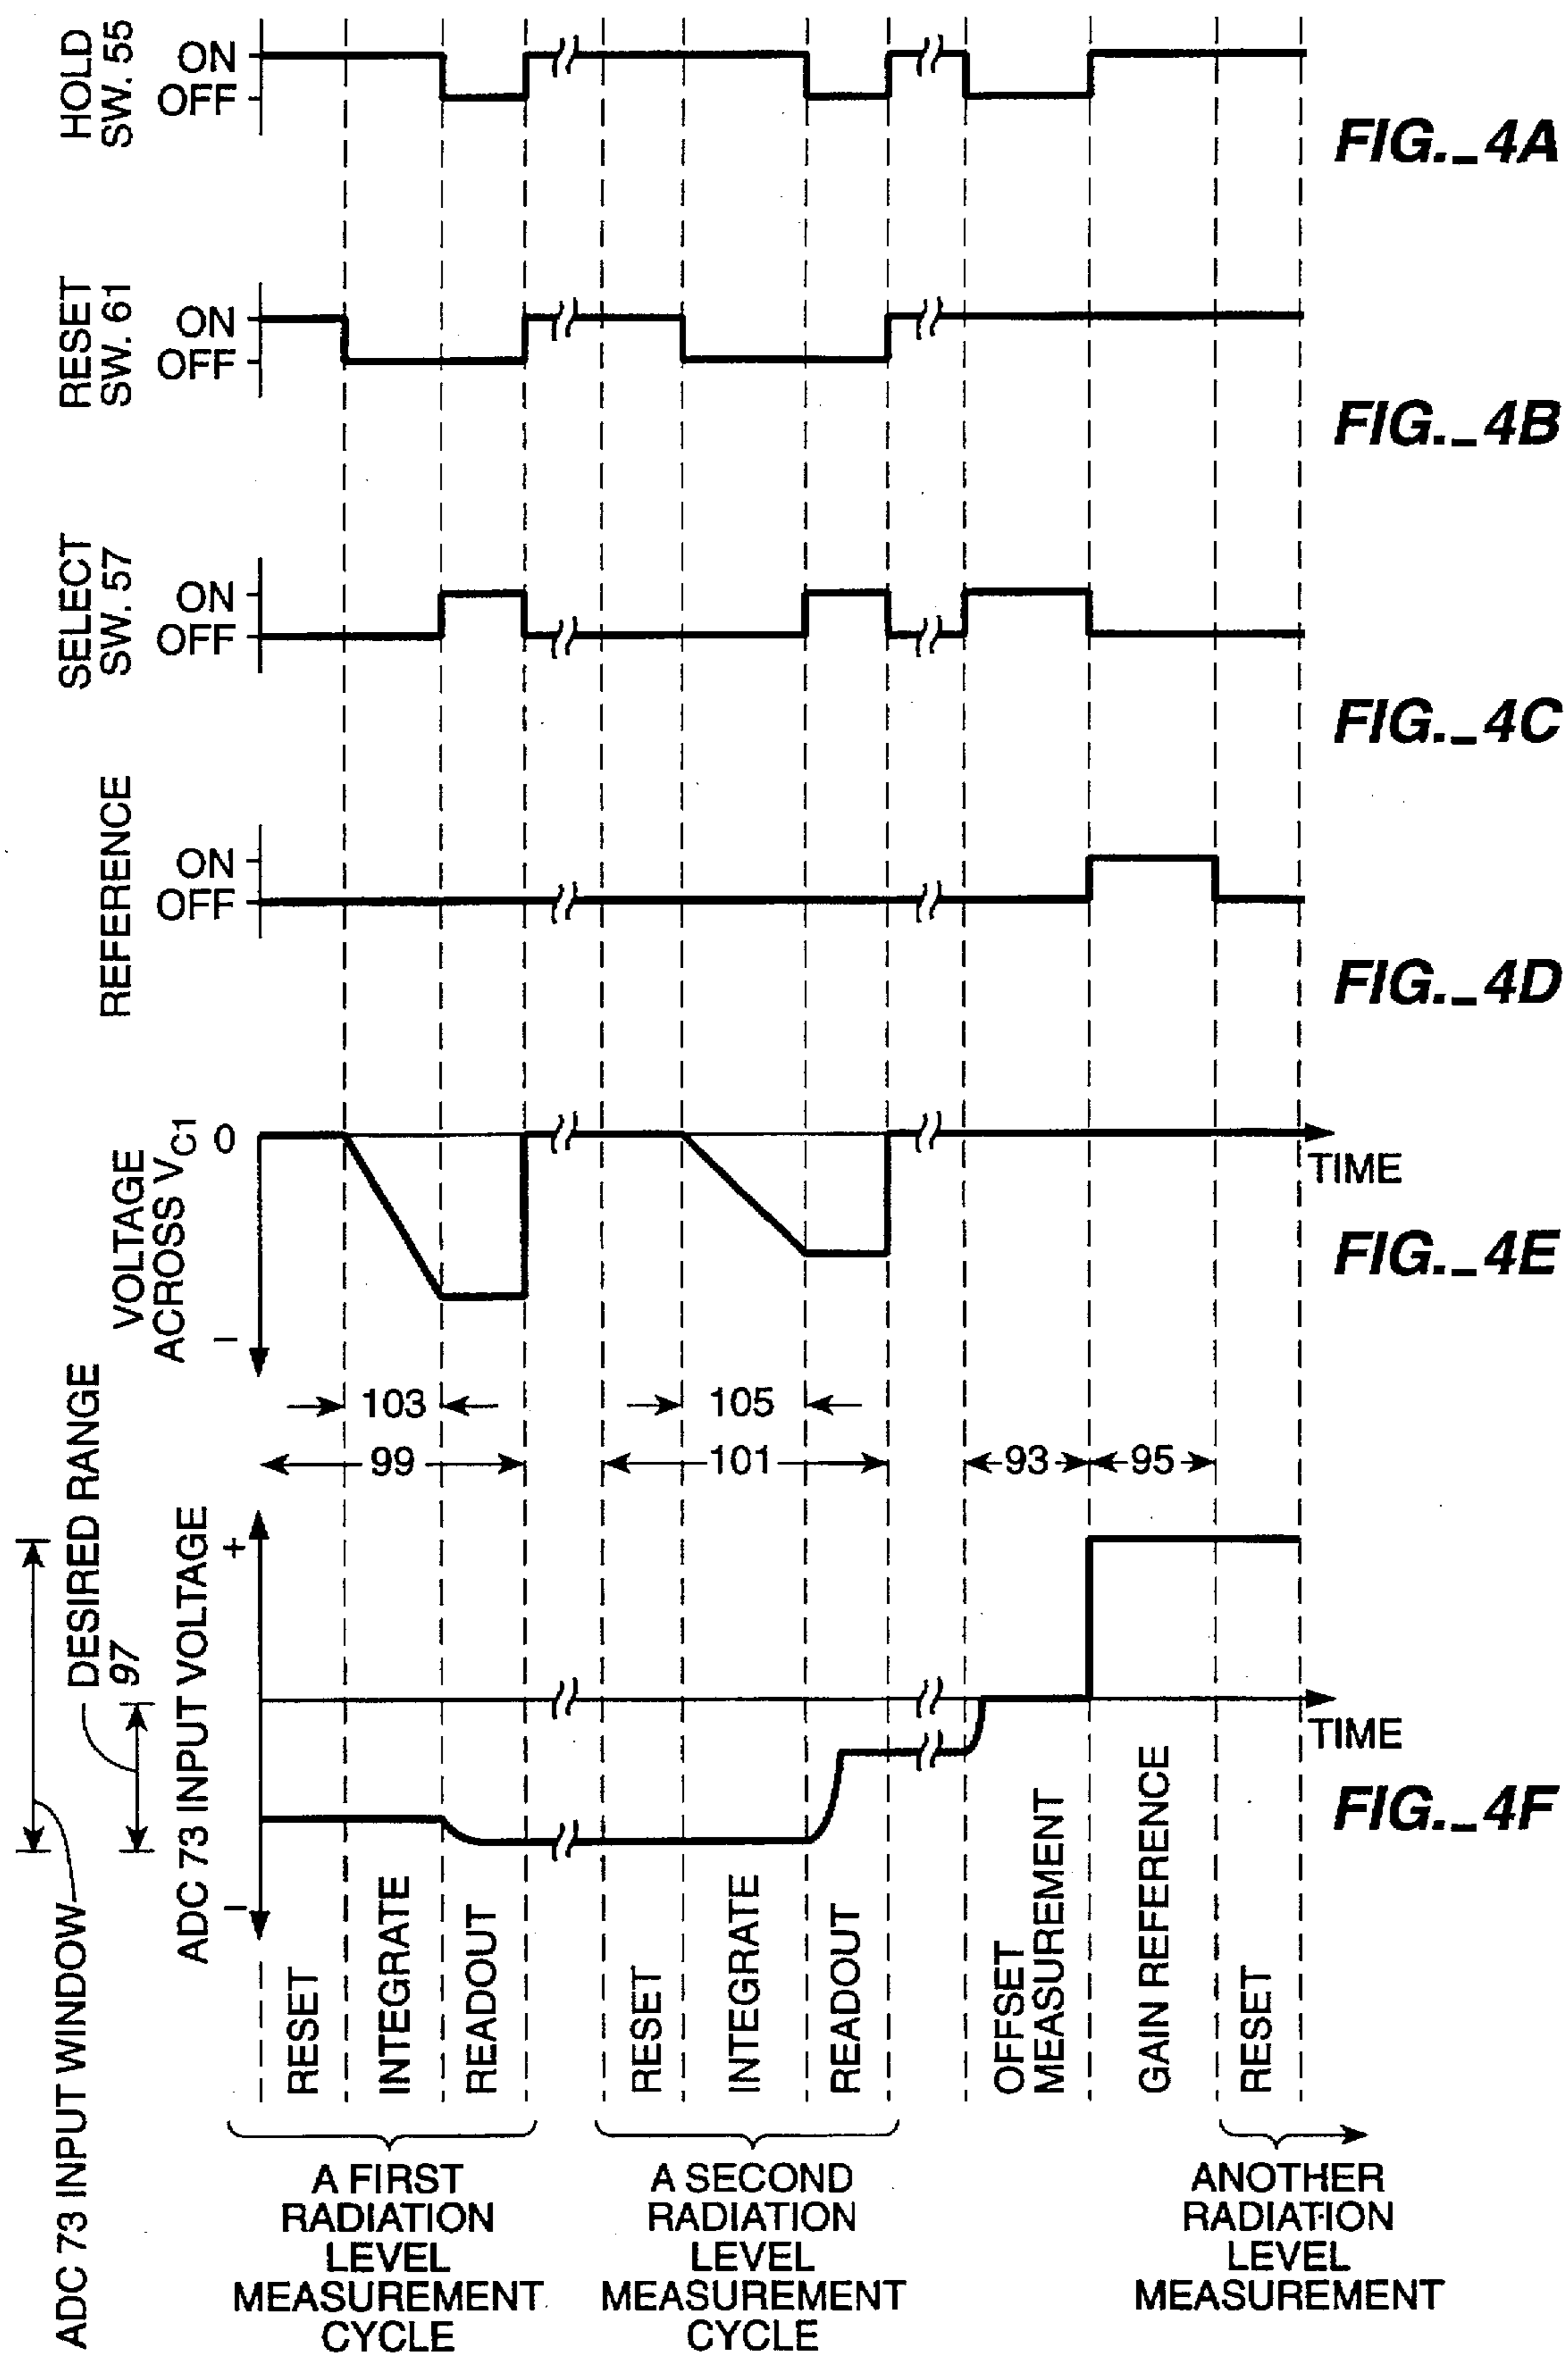 HOLD
SW. 55
ON
OFF
FIG._4A
RESET
SW. 61
ON
OFF
FIG._4B
SELECT
SW. 57
ON
OFF
FIG._4C
REFERENCE
ON
OFF
FIG._4D
VOLTAGE
ACROSS VC1
0
–
TIME
FIG._4E
103
105
99
101
93
95
ADC 73 INPUT WINDOW
DESIRED RANGE
97
ADC 73 INPUT VOLTAGE
+
–
TIME
FIG._4F
RESET
INTEGRATE
READOUT
RESET
INTEGRATE
READOUT
OFFSET
MEASUREMENT
GAIN REFERENCE
RESET
A FIRST
RADIATION
LEVEL
MEASUREMENT
CYCLE
A SECOND
RADIATION
LEVEL
MEASUREMENT
CYCLE
ANOTHER
RADIATION
LEVEL
MEASUREMENT